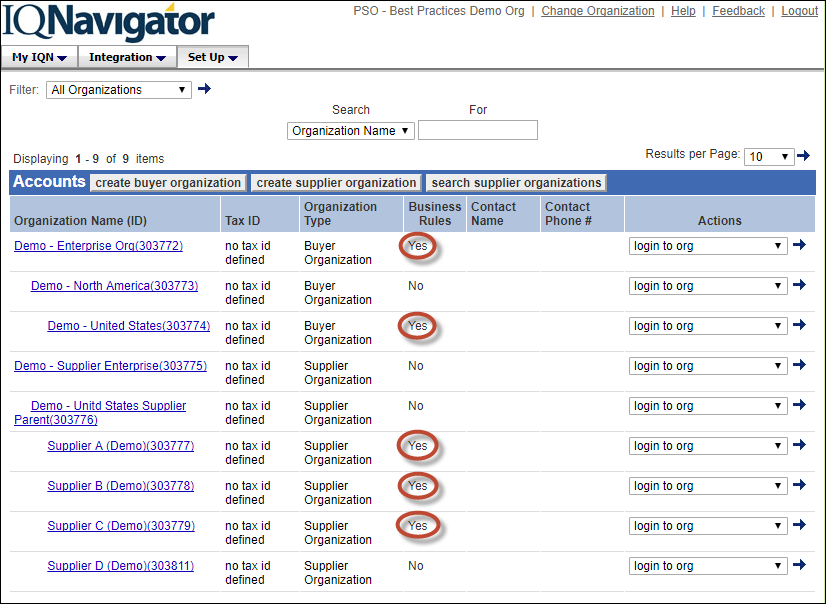 IQNavigator
PSO - Best Practices Demo Org | Change Organization | Help | Feedback | Logout
My IQN Integration Set Up
Filter: All Organizations
Search For
Organization Name
Displaying 1 - 9 of 9 items
Results per Page: 10
Accounts create buyer organization create supplier organization search supplier organizations
Organization Name (ID) Tax ID Organization Type Business Rules Contact Name Contact Phone # Actions
Demo - Enterprise Org(303772) no tax id defined Buyer Organization Yes login to org
Demo - North America(303773) no tax id defined Buyer Organization No login to org
Demo - United States(303774) no tax id defined Buyer Organization Yes login to org
Demo - Supplier Enterprise(303775) no tax id defined Supplier Organization No login to org
Demo - Unitd States Supplier Parent(303776) no tax id defined Supplier Organization No login to org
Supplier A (Demo)(303777) no tax id defined Supplier Organization Yes login to org
Supplier B (Demo)(303778) no tax id defined Supplier Organization Yes login to org
Supplier C (Demo)(303779) no tax id defined Supplier Organization Yes login to org
Supplier D (Demo)(303811) no tax id defined Supplier Organization No login to org